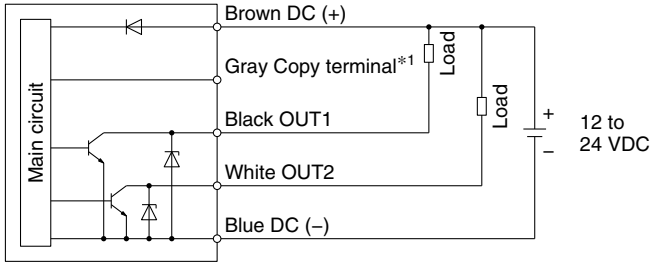 Brown DC (+)
Gray Copy terminal*1
Load
Load
Main circuit
Black OUT1
+
12 to
24 VDC
−
White OUT2
Blue DC (−)